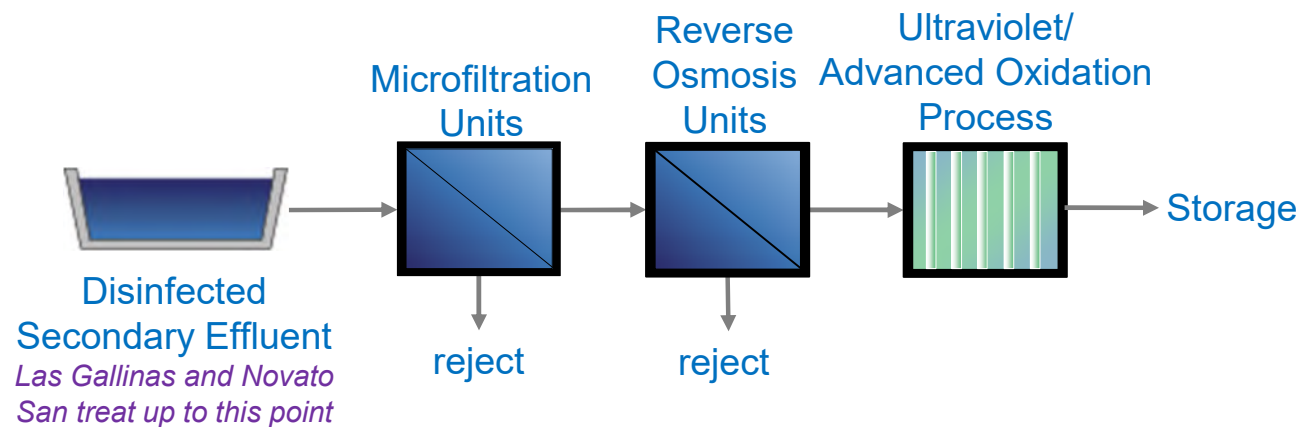 Disinfected
Secondary Effluent
Las Gallinas and Novato
San treat up to this point
Microfiltration
Units
reject
Reverse
Osmosis
Units
reject
Ultraviolet/
Advanced Oxidation
Process
Storage